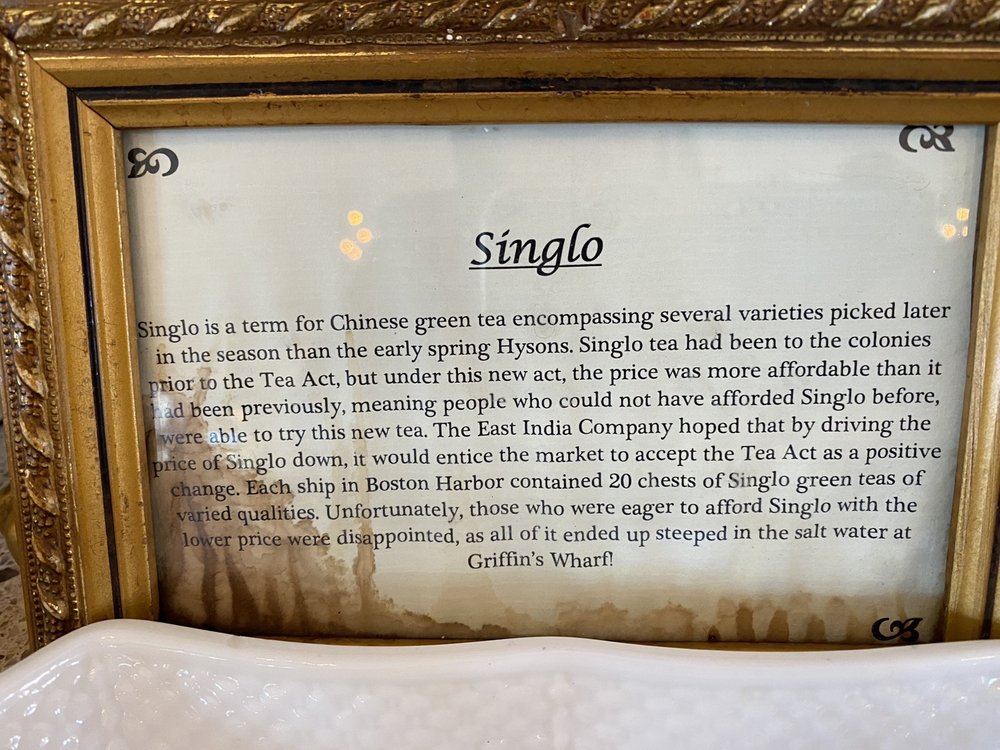 Singlo
Singlo is a term for Chinese green tea encompassing several varieties picked later
in the season than the early spring Hysons. Singlo tea had been to the colonies
prior to the Tea Act, but under this new act, the price was more affordable than it
had been previously, meaning people who could not have afforded Singlo before,
were able to try this new tea. The East India Company hoped that by driving the
price of Singlo down, it would entice the market to accept the Tea Act as a positive
change. Each ship in Boston Harbor contained 20 chests of Singlo green teas of
varied qualities. Unfortunately, those who were eager to afford Singlo with the
lower price were disappointed, as all of it ended up steeped in the salt water at
Griffin's Wharf!